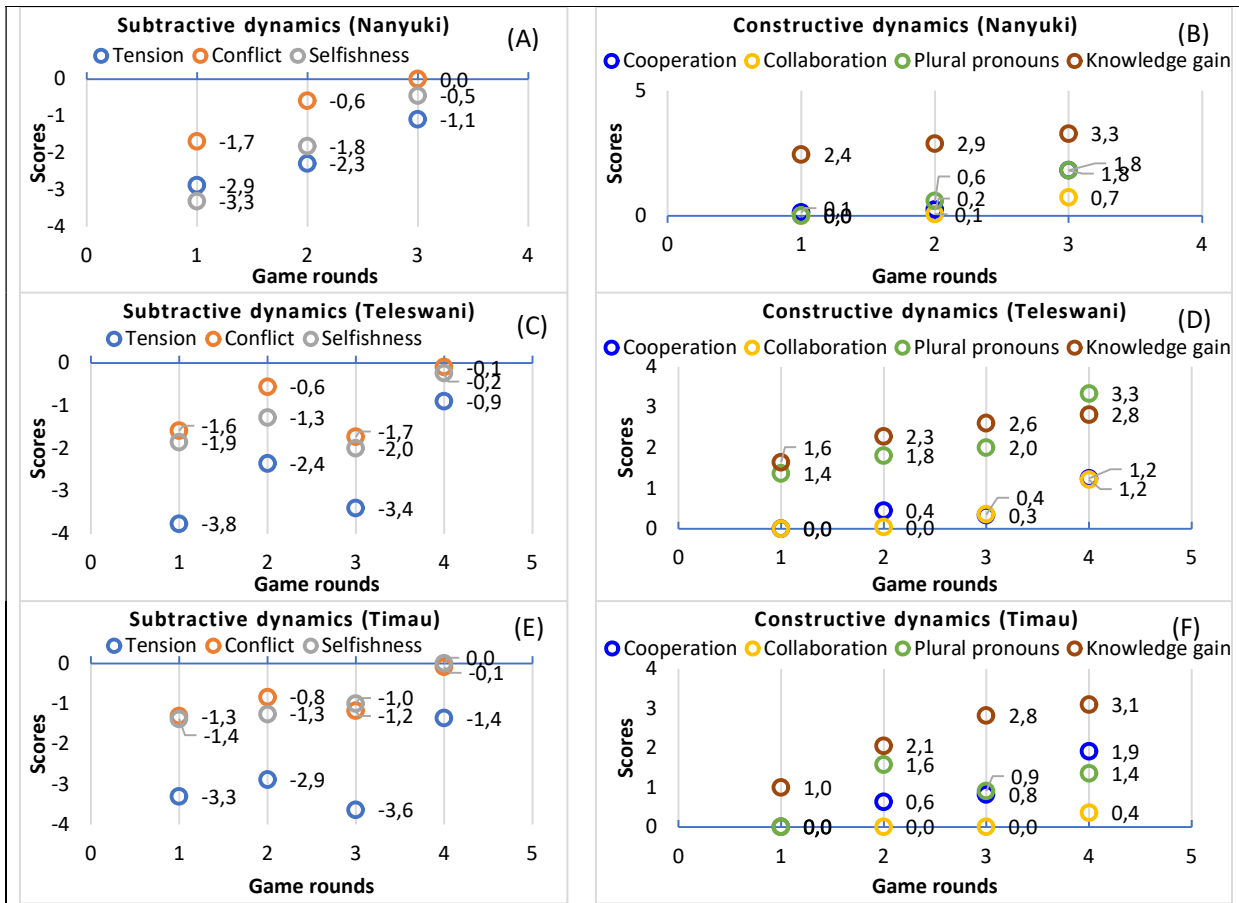 Subtractive dynamics (Nanyuki)
(A)
Tension Conflict Selfishness
Scores
0
-1
-2
-3
-4
-1,7
-2,9
-3,3
-0,6
-1,8
-2,3
0,0
-0,5
-1,1
0 1 2 3 4
Game rounds
Constructive dynamics (Nanyuki)
(B)
Cooperation Collaboration Plural pronouns Knowledge gain
Scores
5
0
2,4
0,1
0,0
0,0
2,9
0,6
0,2
0,1
3,3
1,8
1,8
0,7
0 1 2 3 4
Game rounds
Subtractive dynamics (Teleswani)
(C)
Tension Conflict Selfishness
Scores
0
-1
-2
-3
-4
-1,6
-1,9
-3,8
-0,6
-1,3
-2,4
-1,7
-2,0
-3,4
-0,1
-0,2
-0,9
0 1 2 3 4 5
Game rounds
Constructive dynamics (Teleswani)
(D)
Cooperation Collaboration Plural pronouns Knowledge gain
Scores
4
3
2
1
0
1,6
1,4
0,0
0,0
2,3
1,8
0,4
0,0
2,6
2,0
0,4
0,3
3,3
2,8
1,2
1,2
0 1 2 3 4 5
Game rounds
Subtractive dynamics (Timau)
(E)
Tension Conflict Selfishness
Scores
0
-1
-2
-3
-4
-1,3
-1,4
-3,3
-0,8
-1,3
-2,9
-1,0
-1,2
-3,6
0,0
-0,1
-1,4
0 1 2 3 4 5
Game rounds
Constructive dynamics (Timau)
(F)
Cooperation Collaboration Plural pronouns Knowledge gain
Scores
4
3
2
1
0
1,0
0,0
0,0
2,1
1,6
0,6
0,0
2,8
0,9
0,8
0,0
3,1
1,9
1,4
0,4
0 1 2 3 4 5
Game rounds